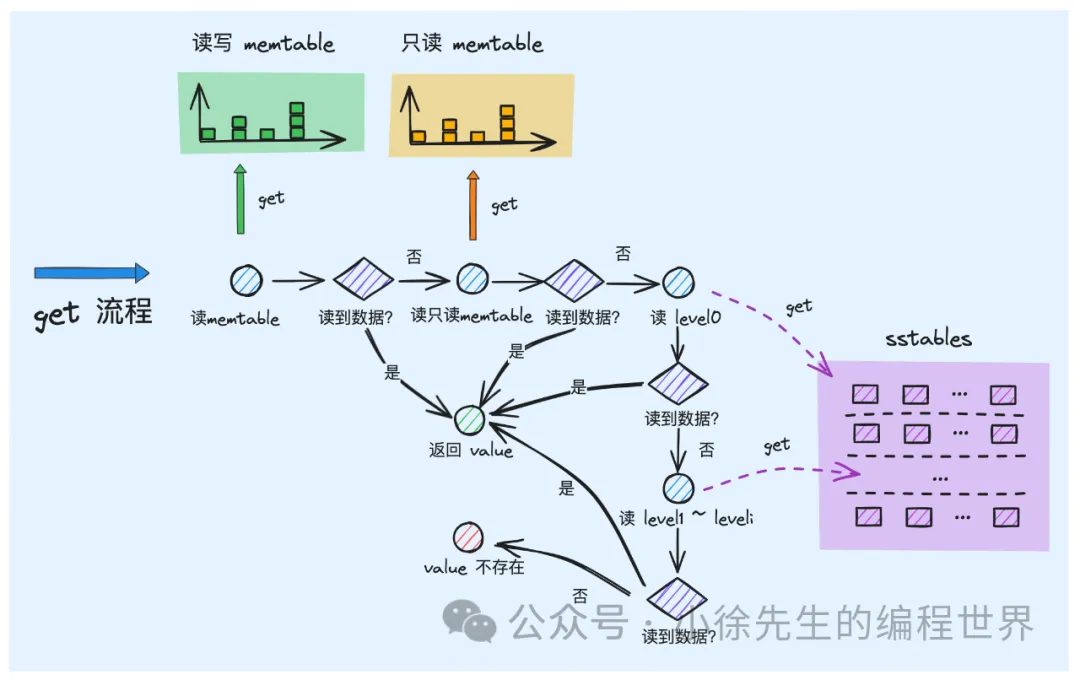 读写 memtable
只读 memtable
get
get
get 流程
否
否
读memtable
读到数据?
读只读memtable
读到数据?
读 level0
get
sstables
是
是
是
读到数据?
返回 value
否
get
...
...
...
...
是
读 level1 ~ leveli
value 不存在
否
读到数据?
公众号 · 小徐先生的编程世界